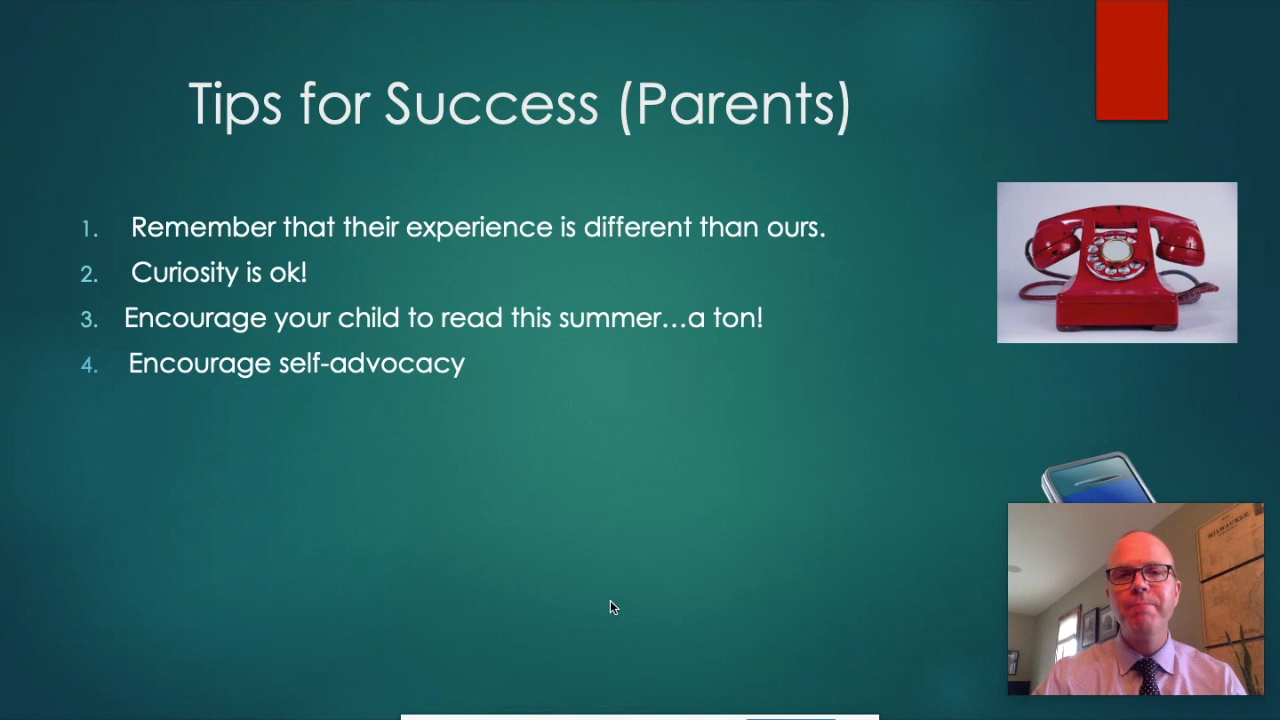 Tips for Success (Parents)
1. Remember that their experience is different than ours.
2. Curiosity is ok!
3. Encourage your child to read this summer…a ton!
4. Encourage self-advocacy
MILWAUKEE